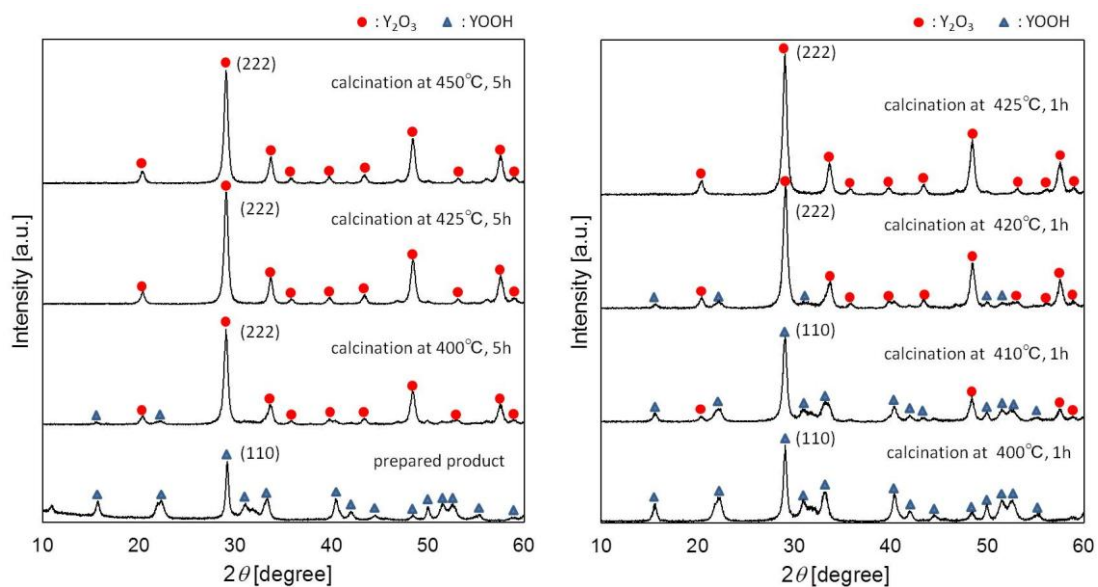 ● : Y₂O₃ ▲ : YOOH
(222)
calcination at 450℃, 5h
(222)
calcination at 425℃, 5h
(222)
calcination at 400℃, 5h
(110)
prepared product
Intensity [a.u.]
10 20 30 40 50 60
2θ [degree]
● : Y₂O₃ ▲ : YOOH
(222)
calcination at 425℃, 1h
(222)
calcination at 420℃, 1h
(110)
calcination at 410℃, 1h
(110)
calcination at 400℃, 1h
Intensity [a.u.]
10 20 30 40 50 60
2θ [degree]